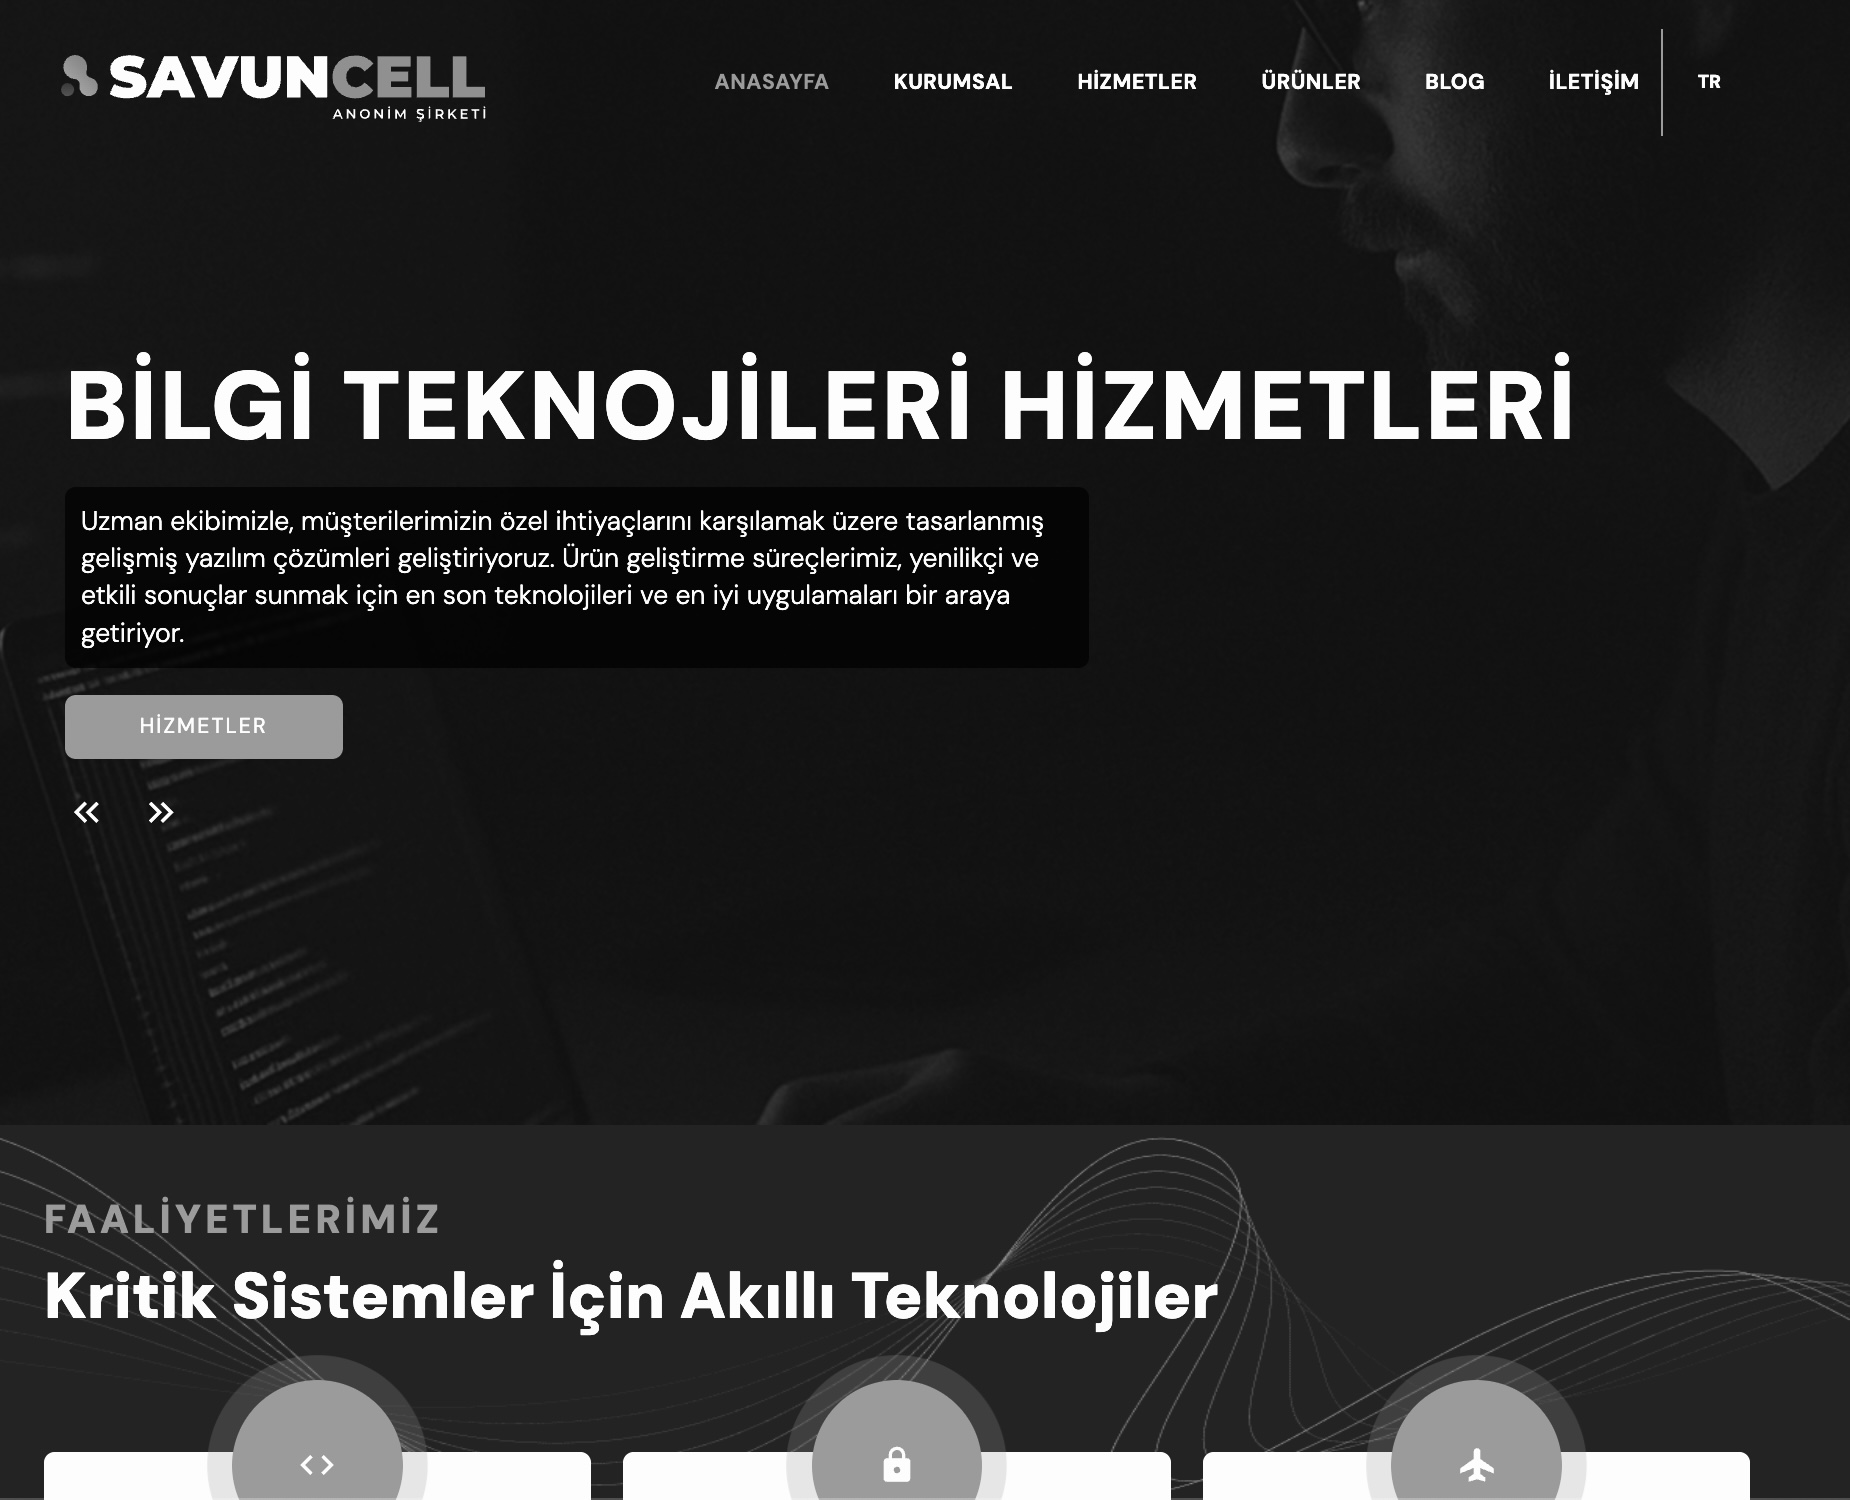 SAVUNCELL
ANONİM ŞİRKETİ
ANASAYFA KURUMSAL HİZMETLER ÜRÜNLER BLOG İLETİŞİM TR
BİLGİ TEKNOJİLERİ HİZMETLERİ
Uzman ekibimizle, müşterilerimizin özel ihtiyaçlarını karşılamak üzere tasarlanmış
gelişmiş yazılım çözümleri geliştiriyoruz. Ürün geliştirme süreçlerimiz, yenilikçi ve
etkili sonuçlar sunmak için en son teknolojileri ve en iyi uygulamaları bir araya
getiriyor.
HİZMETLER
FAALİYETLERİMİZ
Kritik Sistemler İçin Akıllı Teknolojiler